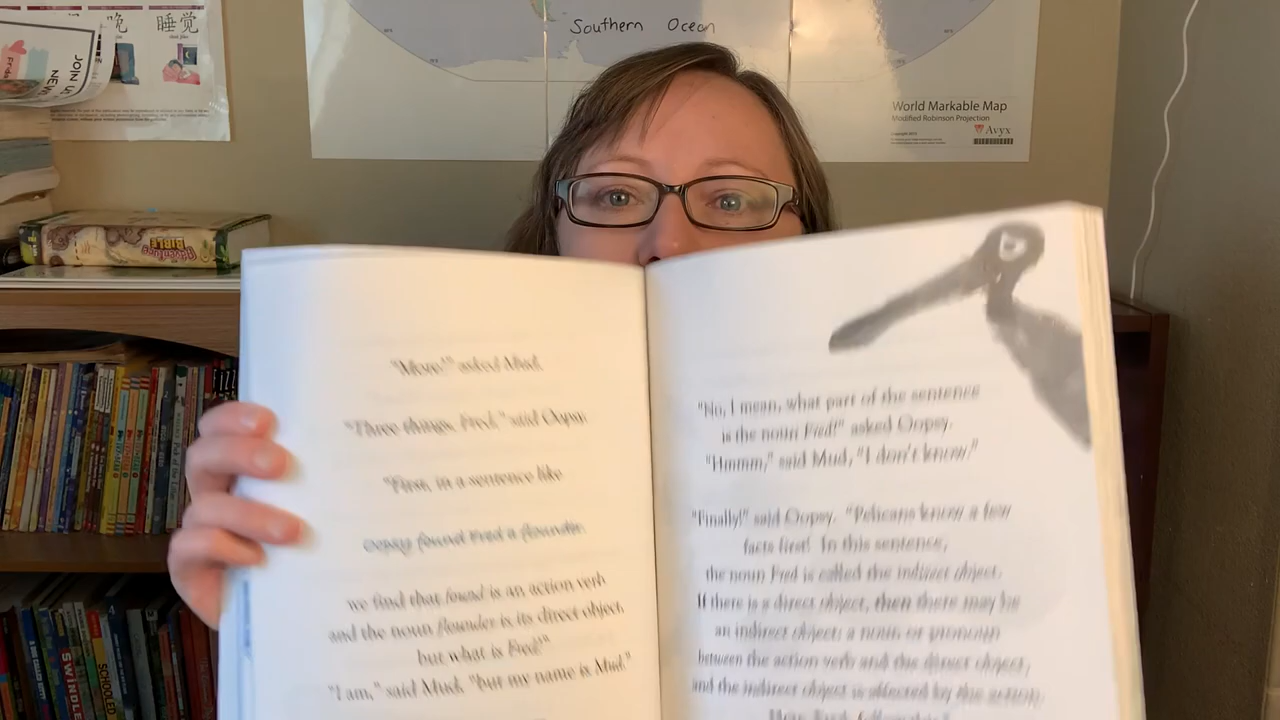 晚 睡觉
JOIN US
NEW
Southern Ocean
World Markable Map
Modified Robinson Projection
Avyx
Adventure
BIBLE
SWINDLE
SCHOOLED
"More?" asked Mud.
"Three things, Fred," said Oopsy.
"First, in a sentence like
Oopsy found Fred a flounder.
we find that found is an action verb
and the noun flounder is its direct object,
but what is Fred?"
"I am," said Mud, "but my name is Mud."
"No, I mean, what part of the sentence
is the noun Fred?" asked Oopsy.
"Hmmm," said Mud, "I don't know."
"Finally!" said Oopsy. "Pelicans know a few
facts first! In this sentence,
the noun Fred is called the indirect object.
If there is a direct object, then there may be
an indirect object: a noun or pronoun
between the action verb and the direct object,
and the indirect object is affected by the action.